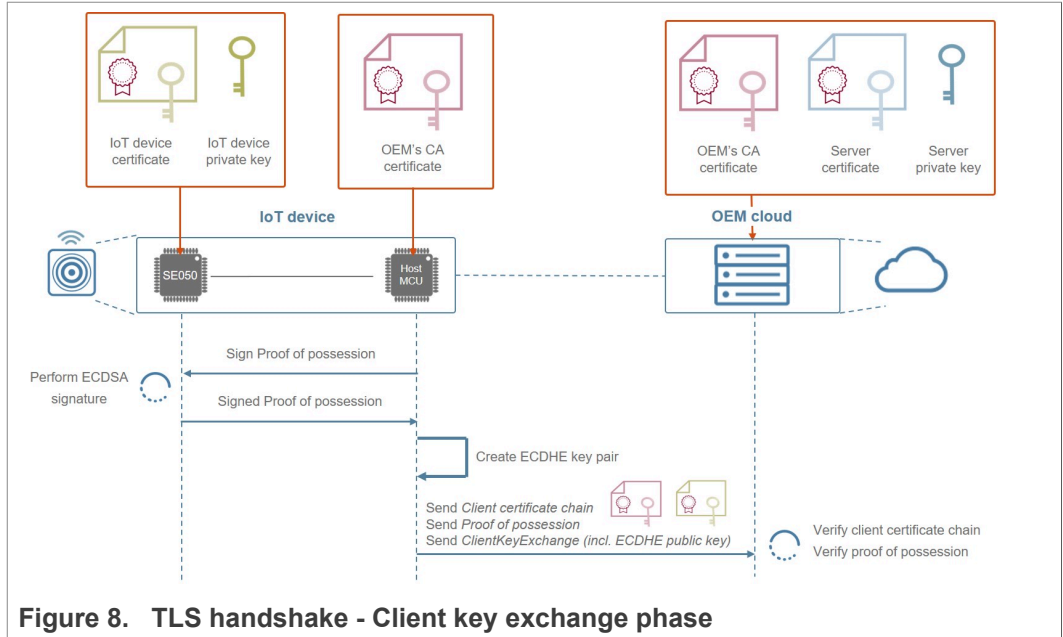 IoT device
certificate
IoT device
private key
OEM's CA
certificate
OEM's CA
certificate
Server
certificate
Server
private key
IoT device
OEM cloud
SE050
Host
MCU
Sign Proof of possession
Perform ECDSA
signature
Signed Proof of possession
Create ECDHE key pair
Send Client certificate chain
Send Proof of possession
Send ClientKeyExchange (incl. ECDHE public key)
Verify client certificate chain
Verify proof of possession
Figure 8. TLS handshake - Client key exchange phase